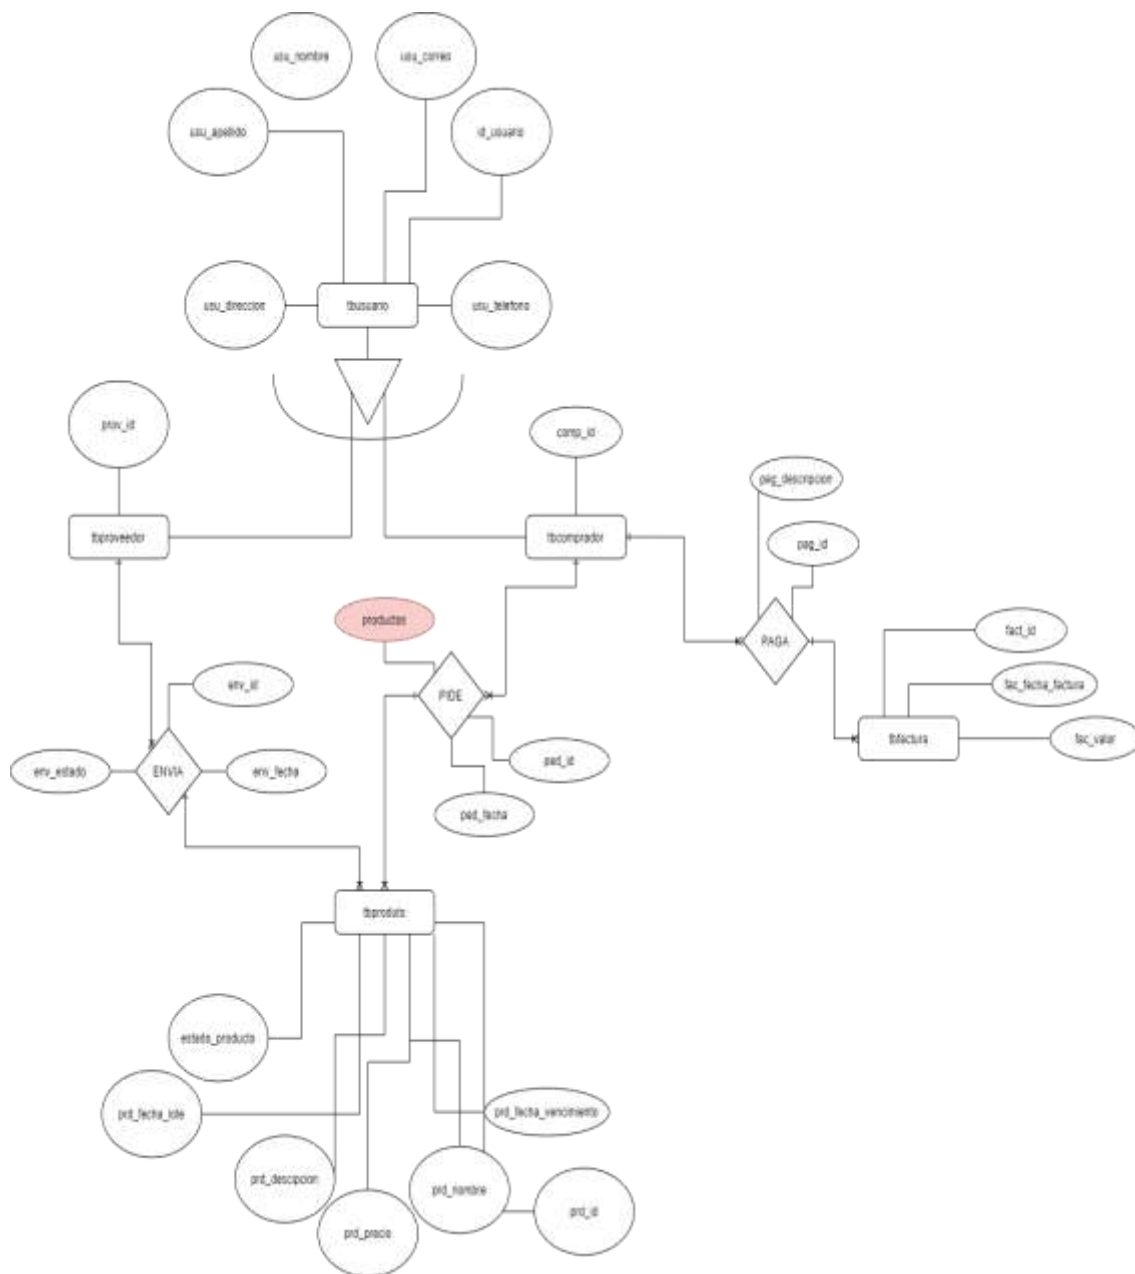 usu_nombre
usu_correo
usu_apellido
id_usuario
usu_direccion
tbusuario
usu_telefono
prov_id
comp_id
pag_descripcion
tbproveedor
tbcomprador
pag_id
productos
PAGA
fact_id
env_id
PIDE
fac_fecha_factura
tbfactura
fac_valor
env_estado
ENVIA
env_fecha
ped_id
ped_fecha
tbproduto
estado_producto
prd_fecha_lote
prd_fecha_vencimiento
prd_descipcion
prd_nombre
prd_id
prd_precio